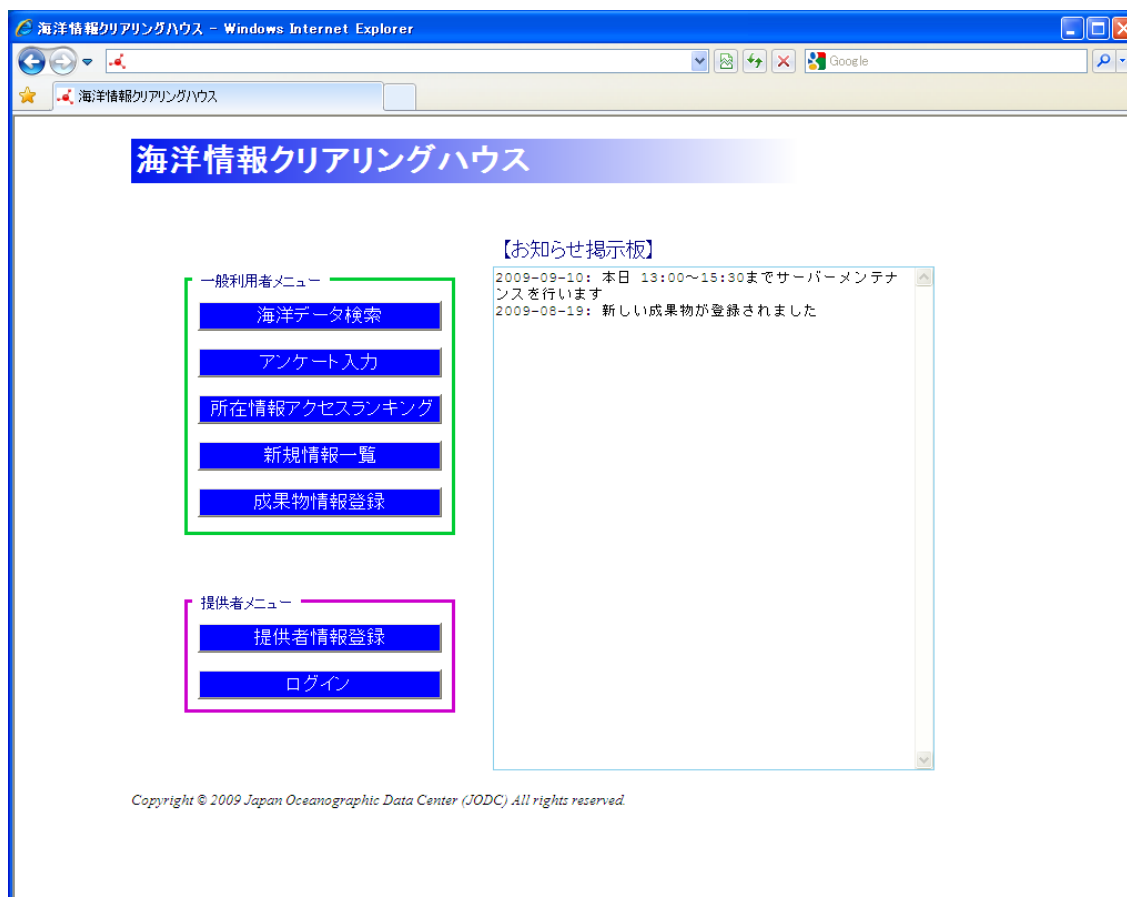 海洋情報クリアリングハウス - Windows Internet Explorer
Google
海洋情報クリアリングハウス
海洋情報クリアリングハウス
【お知らせ掲示板】
一般利用者メニュー
海洋データ検索
アンケート入力
所在情報アクセスランキング
新規情報一覧
成果物情報登録
2009-09-10: 本日 13:00～15:30までサーバーメンテナ
ンスを行います
2009-08-19: 新しい成果物が登録されました
提供者メニュー
提供者情報登録
ログイン
Copyright © 2009 Japan Oceanographic Data Center (JODC) All rights reserved.